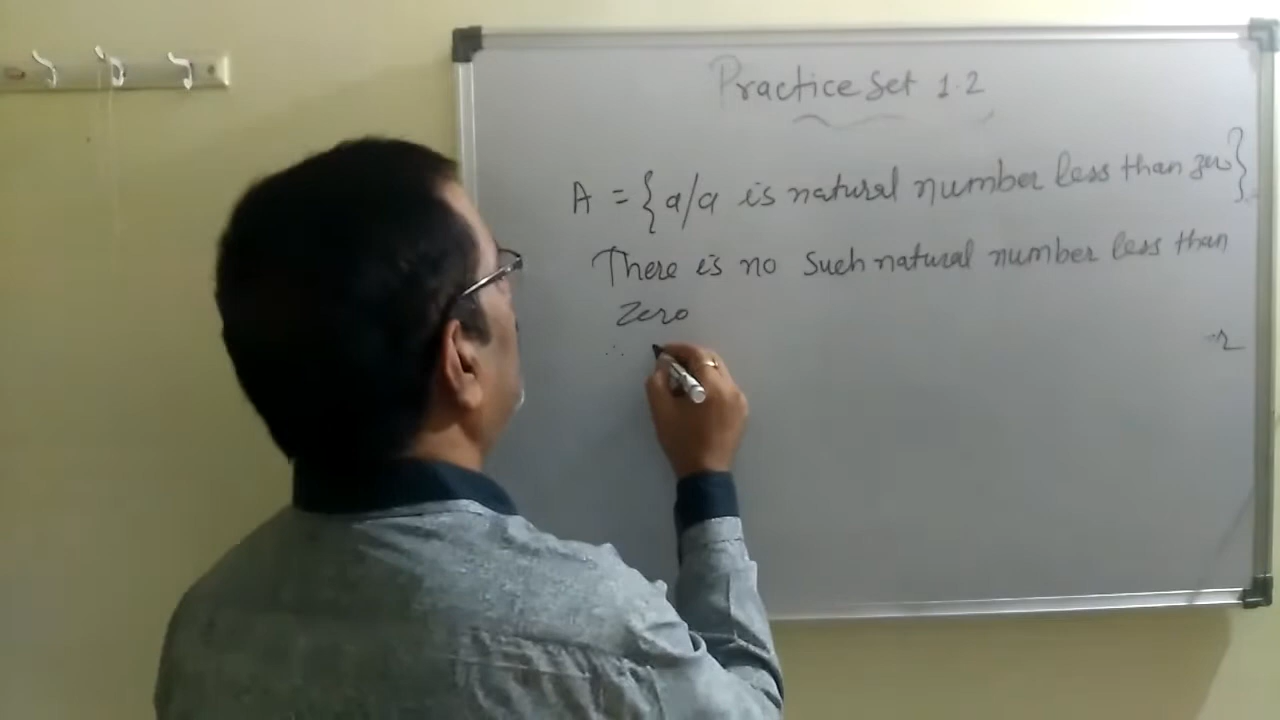 Practice Set 1.2
A = {a/a is natural number less than zero}
There is no such natural number less than
Zero
∴